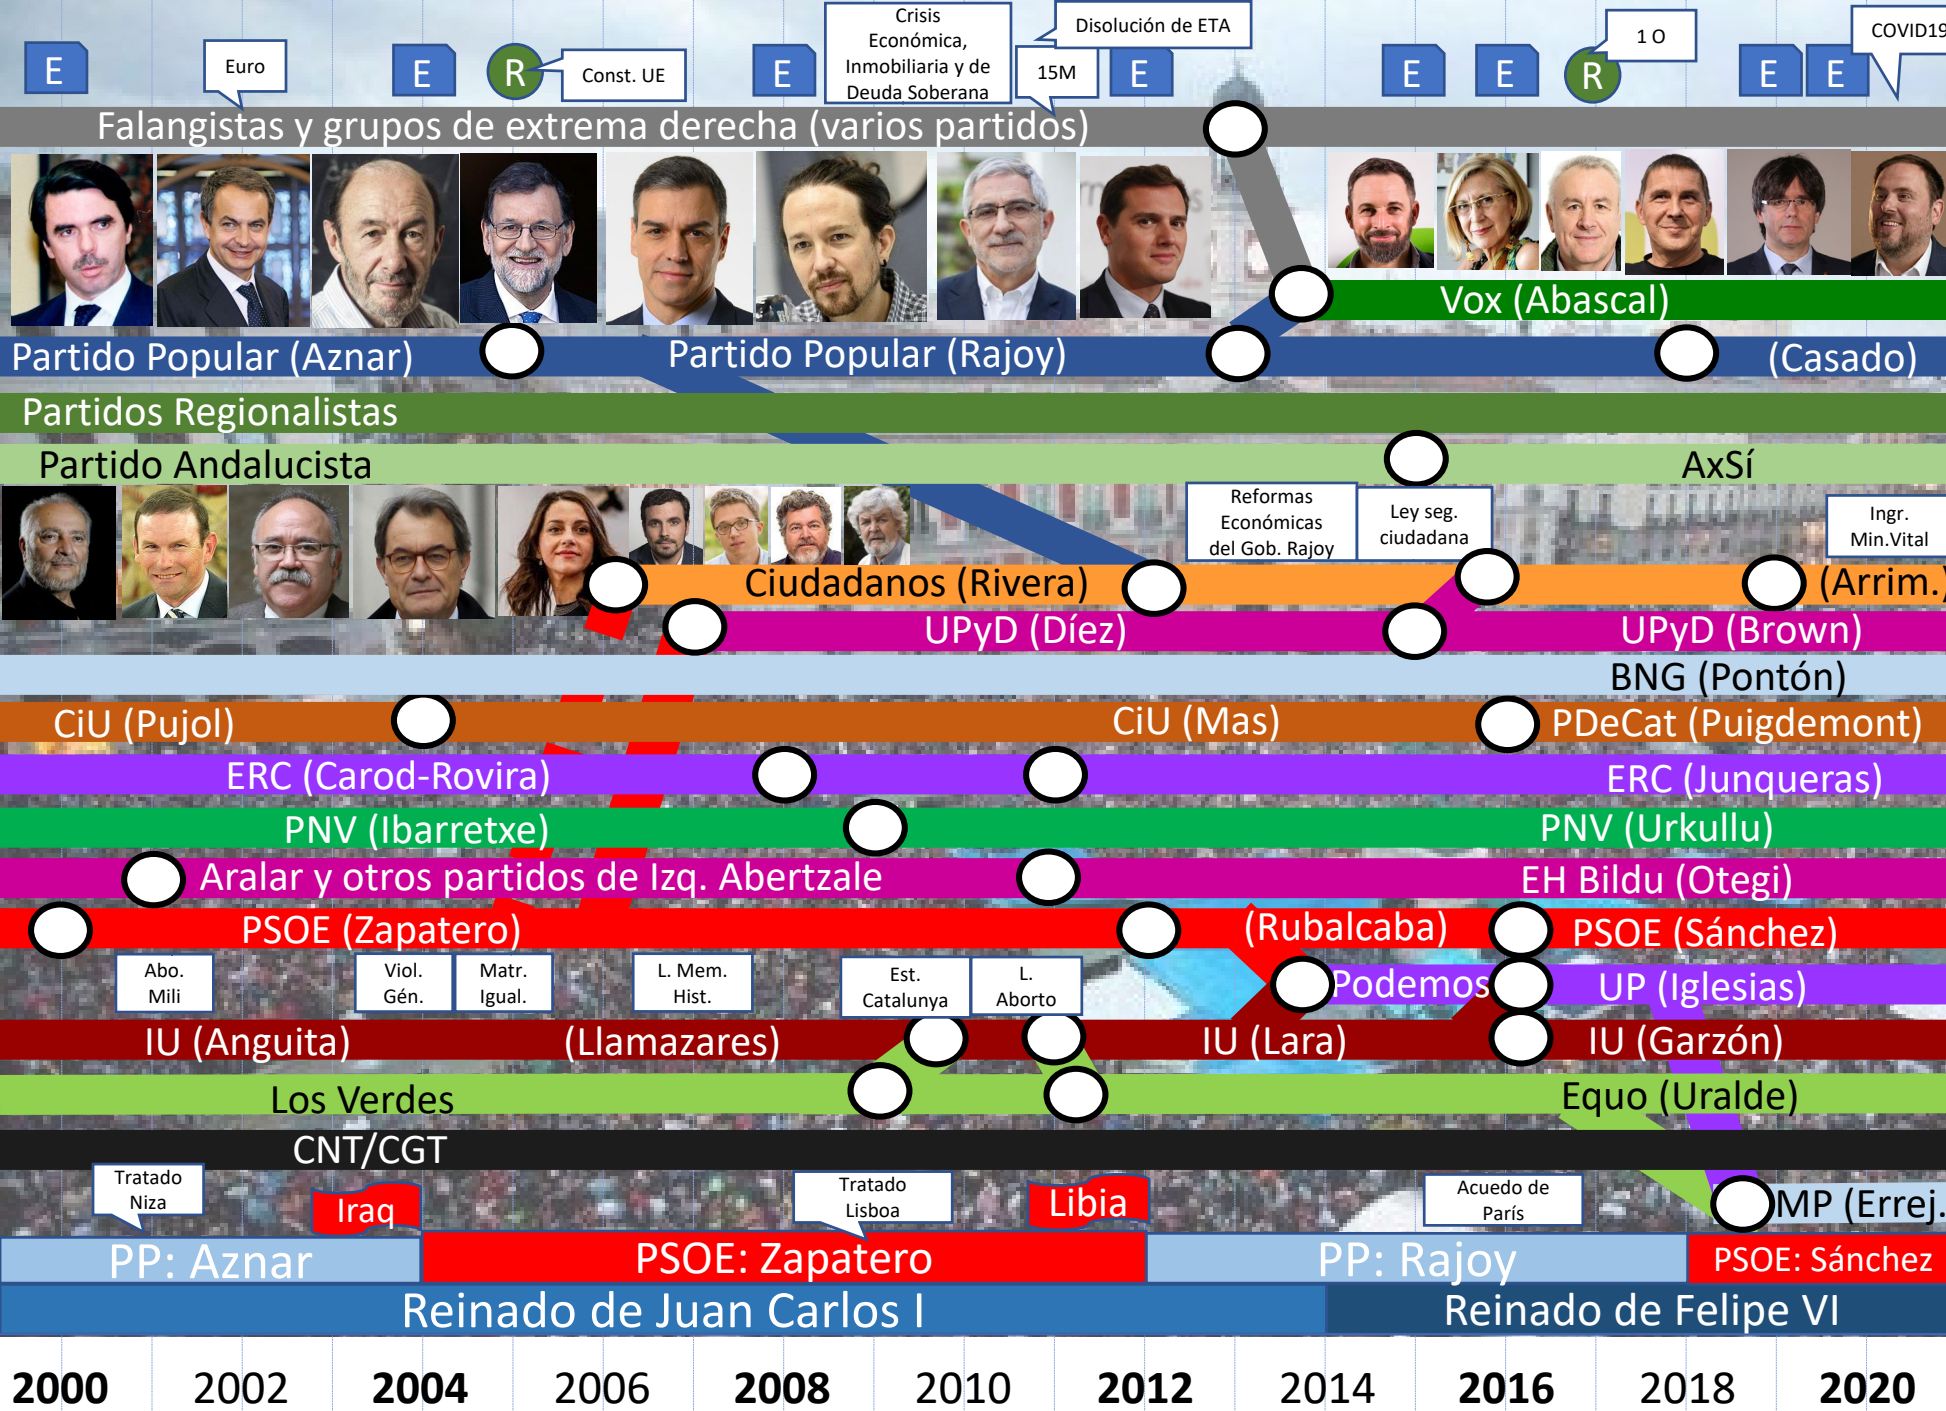 E
Euro
E
R
Const. UE
E
Crisis
Económica,
Inmobiliaria y de
Deuda Soberana
15M
Disolución de ETA
E
E
E
R
1 O
E
E
COVID19
Falangistas y grupos de extrema derecha (varios partidos)
Vox (Abascal)
Partido Popular (Aznar)
Partido Popular (Rajoy)
(Casado)
Partidos Regionalistas
Partido Andalucista
AxSí
Reformas
Económicas
del Gob. Rajoy
Ley seg.
ciudadana
Ingr.
Min.Vital
Ciudadanos (Rivera)
(Arrim.)
UPyD (Díez)
UPyD (Brown)
BNG (Pontón)
CiU (Pujol)
CiU (Mas)
PDeCat (Puigdemont)
ERC (Carod-Rovira)
ERC (Junqueras)
PNV (Ibarretxe)
PNV (Urkullu)
Aralar y otros partidos de Izq. Abertzale
EH Bildu (Otegi)
PSOE (Zapatero)
(Rubalcaba)
PSOE (Sánchez)
Abo.
Mili
Viol.
Gén.
Matr.
Igual.
L. Mem.
Hist.
Est.
Catalunya
L.
Aborto
Podemos
UP (Iglesias)
IU (Anguita)
(Llamazares)
IU (Lara)
IU (Garzón)
Los Verdes
Equo (Uralde)
CNT/CGT
Tratado
Niza
Iraq
Tratado
Lisboa
Libia
Acuedo de
París
MP (Errej.
PP: Aznar
PSOE: Zapatero
PP: Rajoy
PSOE: Sánchez
Reinado de Juan Carlos I
Reinado de Felipe VI
2000
2002
2004
2006
2008
2010
2012
2014
2016
2018
2020